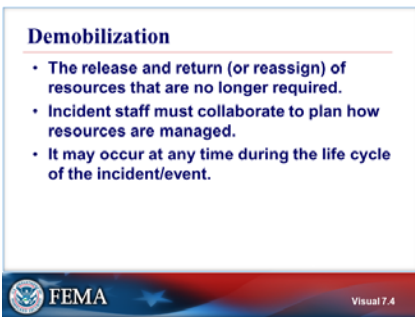 Demobilization
• The release and return (or reassign) of
resources that are no longer required.
• Incident staff must collaborate to plan how
resources are managed.
• It may occur at any time during the life cycle
of the incident/event.
FEMA
Visual 7.4